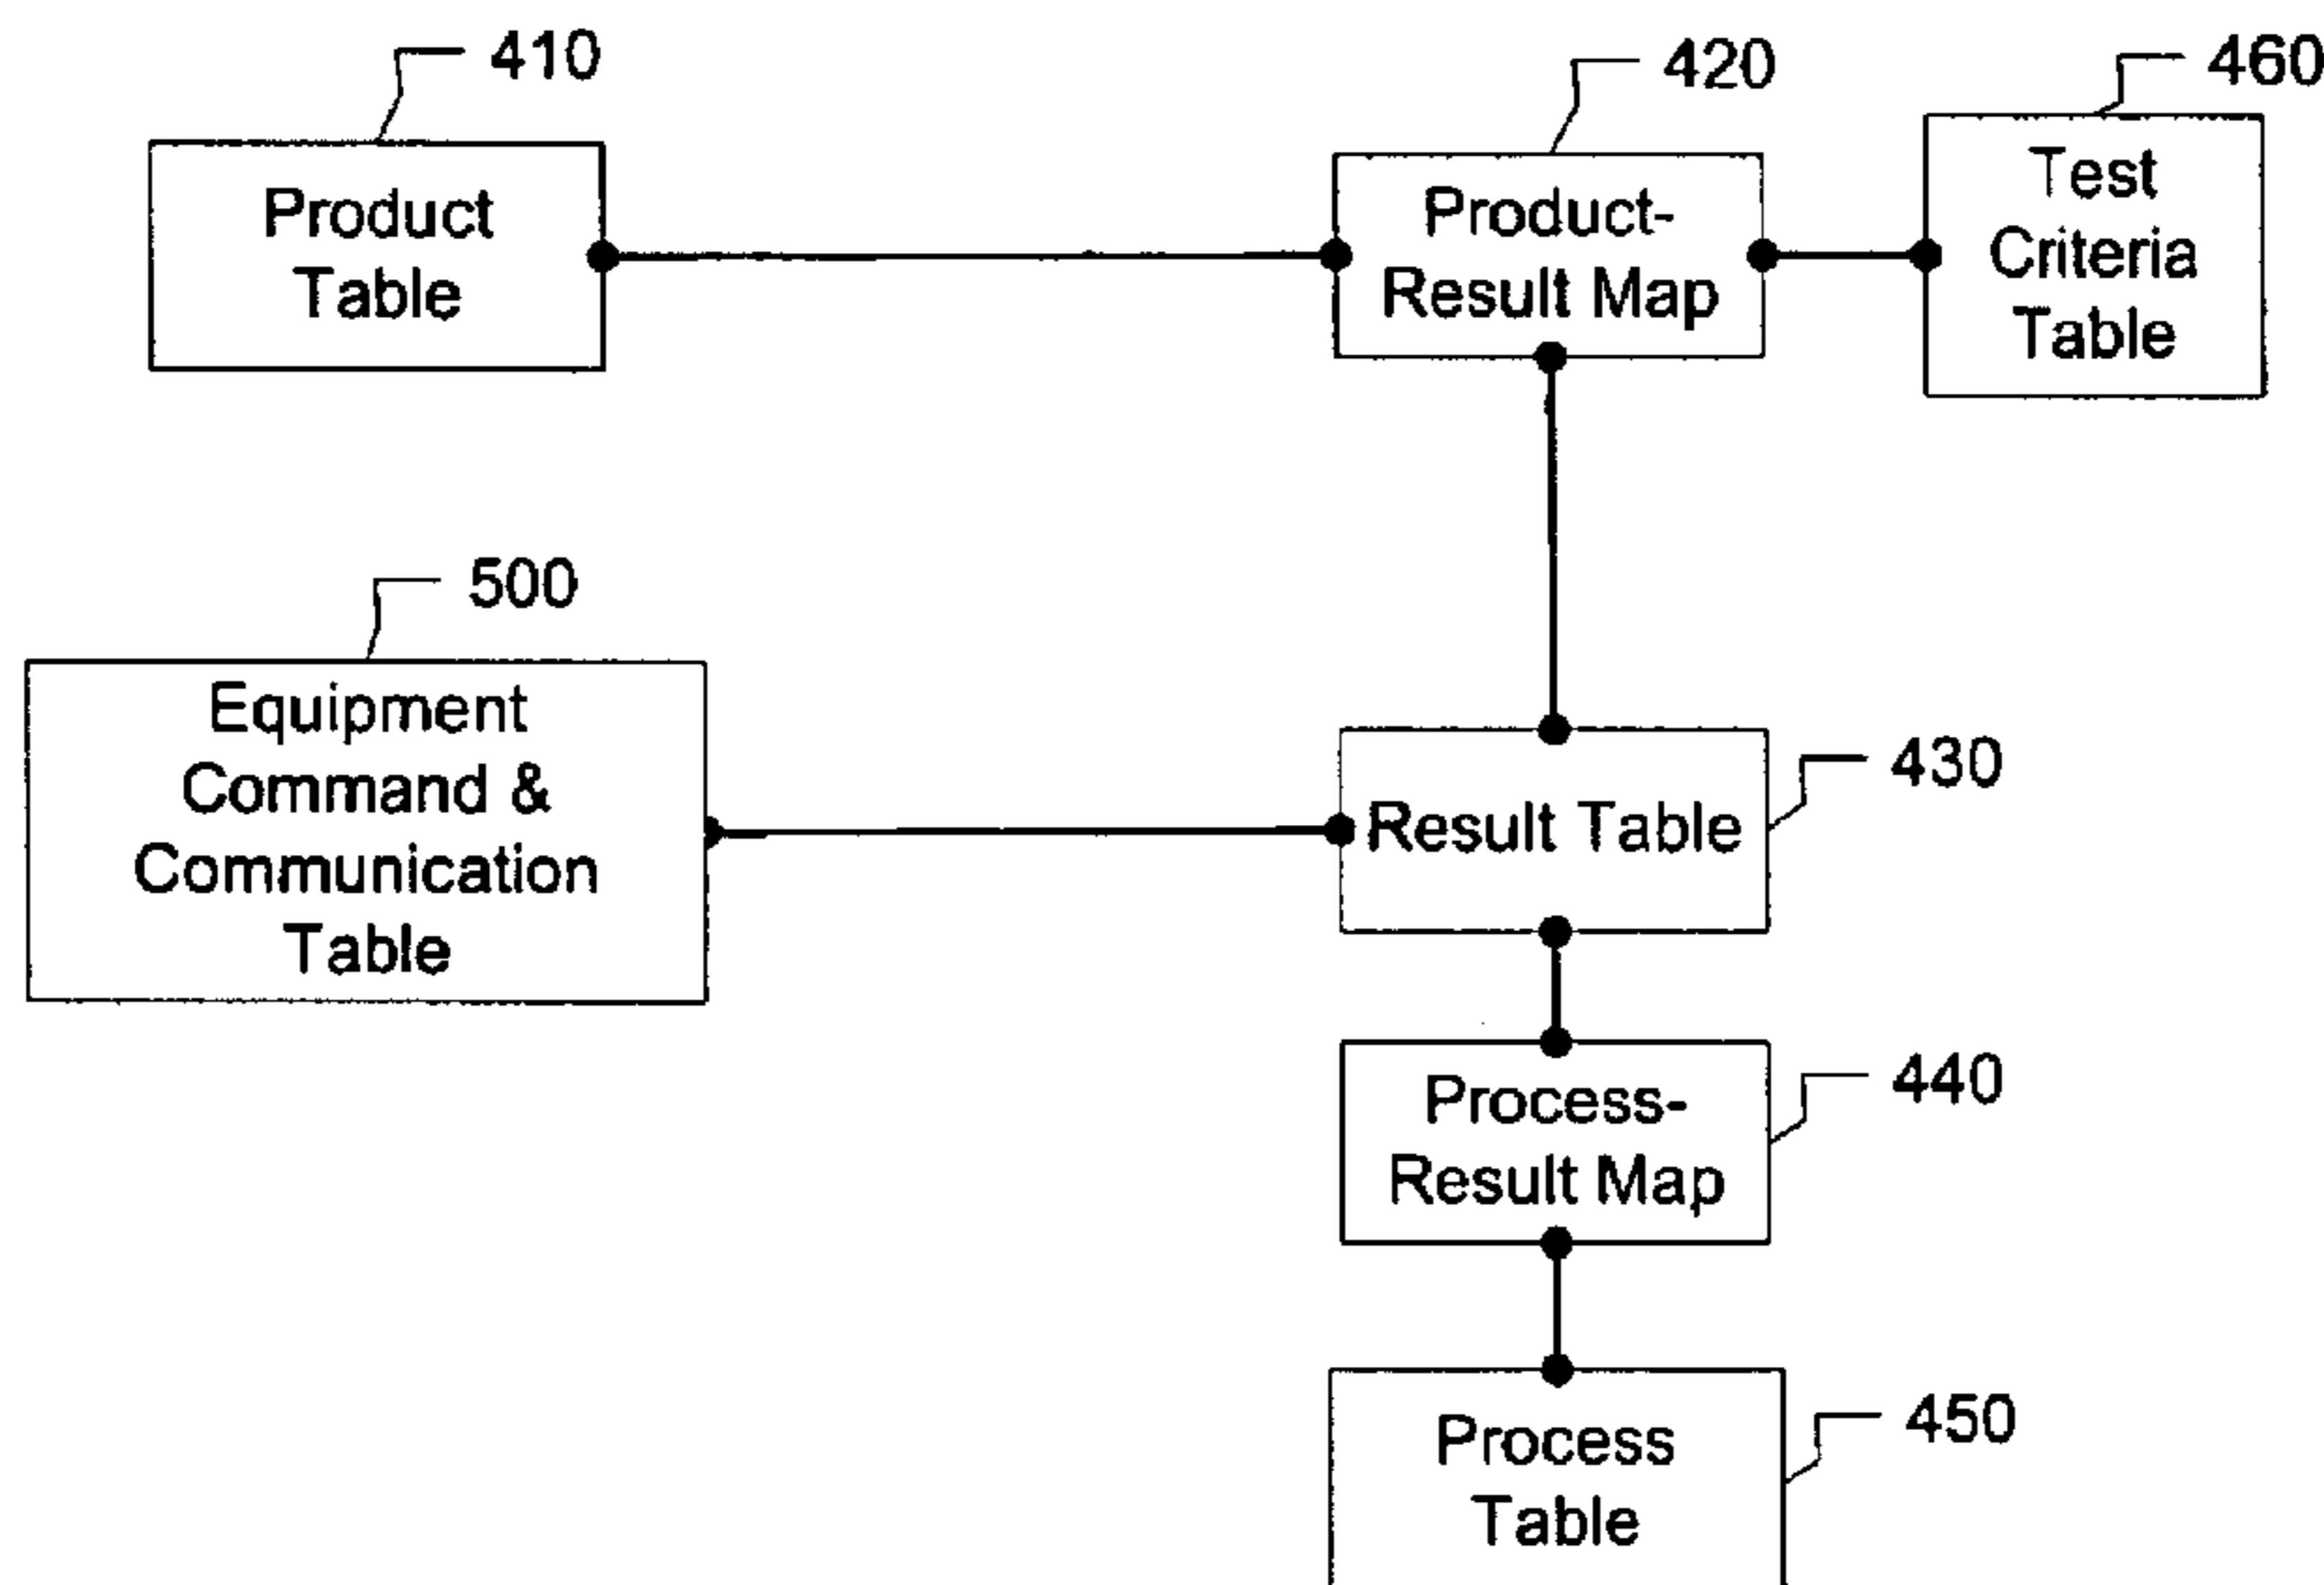 410
420
460
Product
Table
Product-
Result Map
Test
Criteria
Table
500
Equipment
Command &
Communication
Table
430
Result Table
440
Process-
Result Map
450
Process
Table